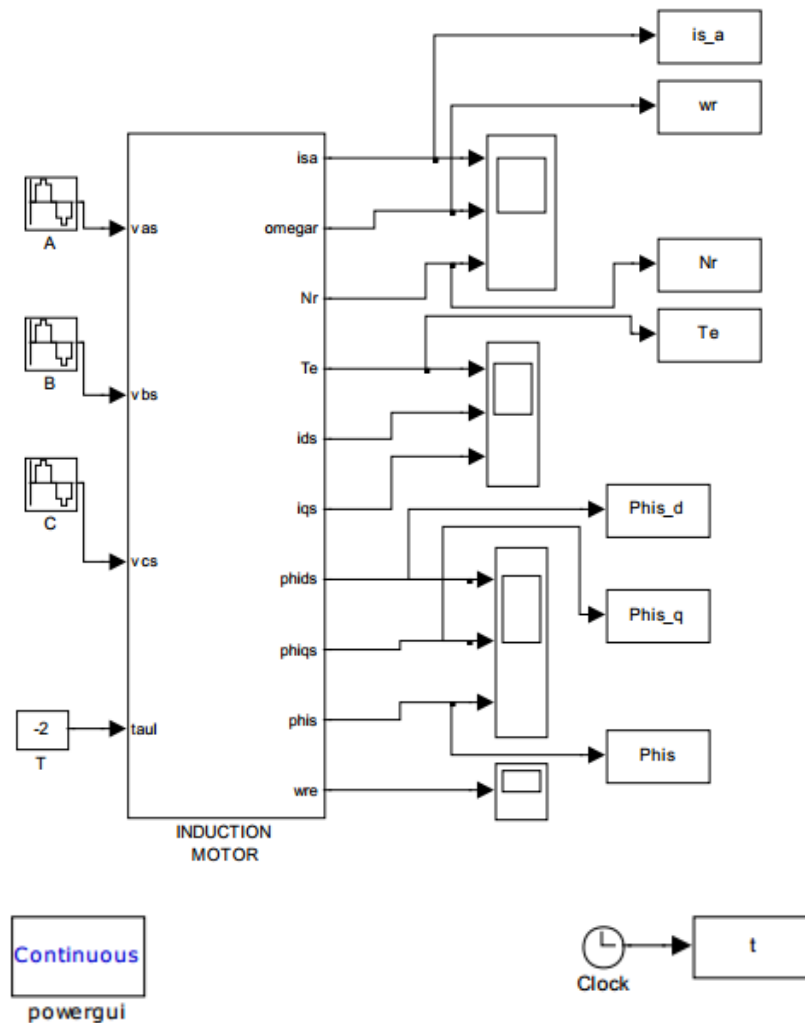 is_a
wr
isa
vas
omegar
A
Nr
Nr
Te
Te
B
vbs
ids
iqs
Phis_d
C
vcs
phids
Phis_q
phiqs
-2
taul
phis
Phis
T
wre
INDUCTION
MOTOR
Continuous
t
Clock
powergui